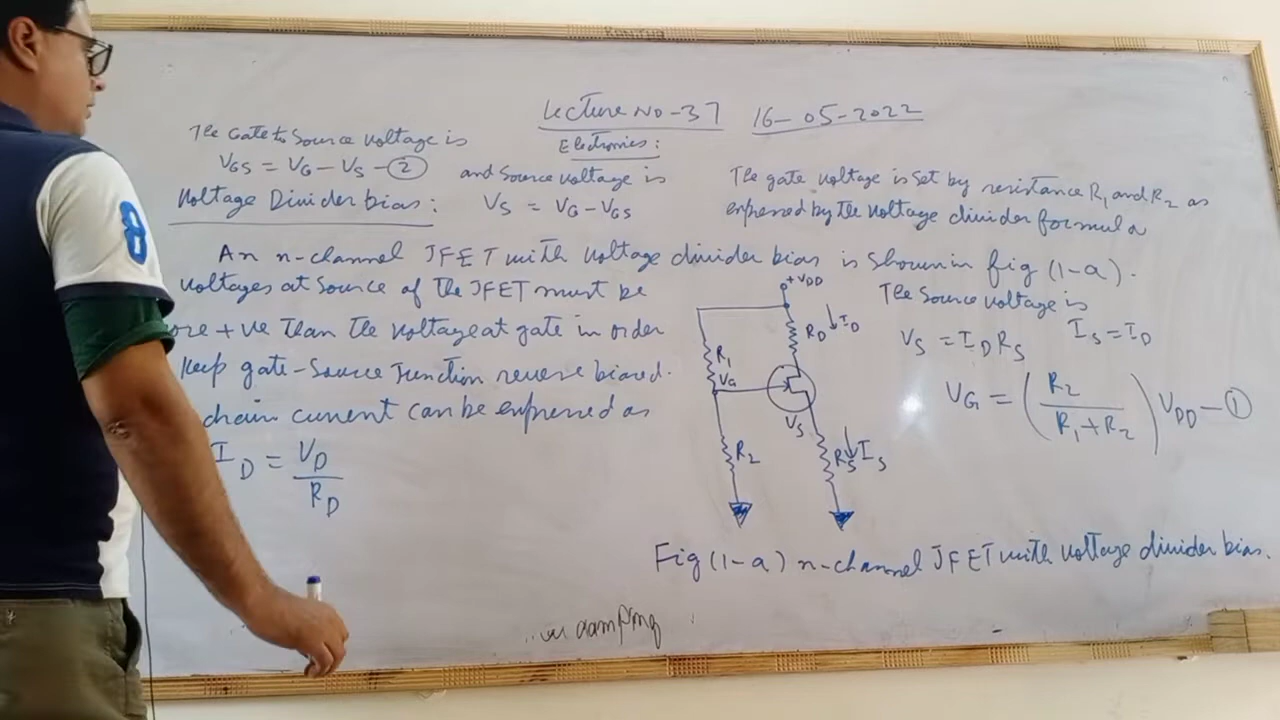 Lecture No-37 16-05-2022
Electronics:
The Gate to Source voltage is
VGS = VG - VS - ②
and source voltage is
VS = VG - VGS
The gate voltage is set by resistance R1 and R2 as
expressed by the voltage divider formula
Voltage Divider bias:
An n-channel JFET with voltage divider bias is shown in fig (1-a).
voltages at source of the JFET must be
ore +ve than the voltage at gate in order
keep gate-source Junction reverse biased.
drain current can be expressed as
ID = VD / RD
+VDD
RD ID
R1
VG
VS
R2
RS IS
The source voltage is
VS = ID RS IS = ID
VG = (R2 / R1 + R2) VDD - ①
Fig (1-a) n-channel JFET with voltage divider bias.
8